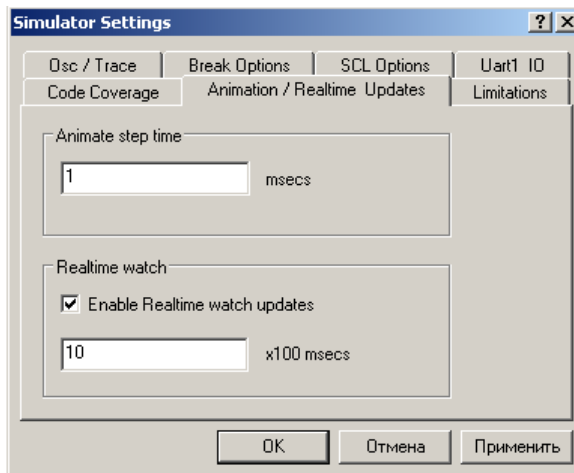 Simulator Settings
Osc / Trace Break Options SCL Options Uart1 IO
Code Coverage Animation / Realtime Updates Limitations
Animate step time
1 msecs
Realtime watch
Enable Realtime watch updates
10 x100 msecs
OK Отмена Применить